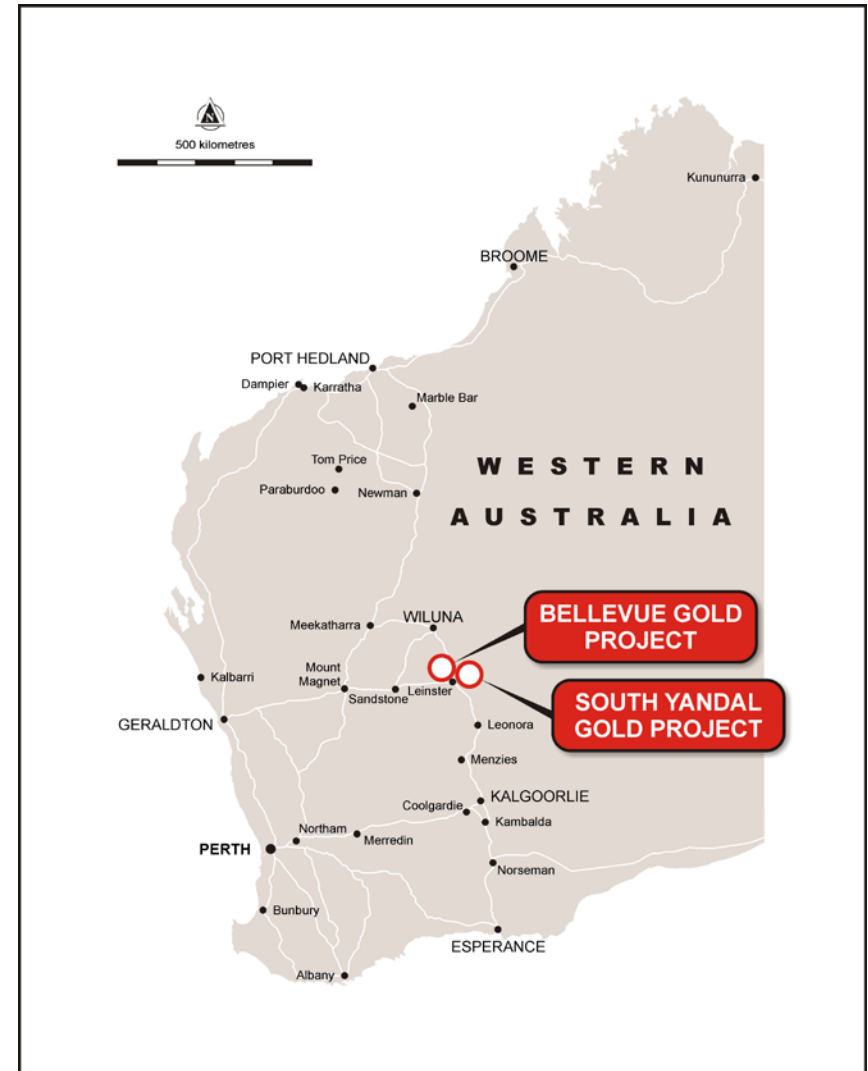 N
500 kilometres
Kununurra
BROOME
PORT HEDLAND
Dampier
Karratha
Marble Bar
Tom Price
Paraburdoo
Newman
WESTERN
AUSTRALIA
BELLEVUE GOLD
PROJECT
WILUNA
Meekatharra
Mount
Magnet
Kalbarri
Leinster
Sandstone
SOUTH YANDAL
GOLD PROJECT
GERALDTON
Leonora
Menzies
KALGOORLIE
Coolgardie
Kambalda
Northam
Merredin
PERTH
Norseman
Bunbury
ESPERANCE
Albany